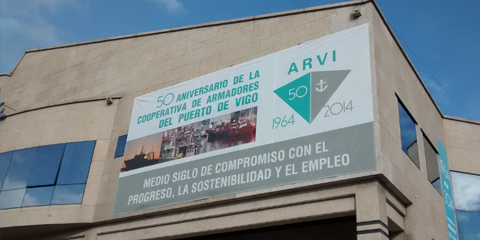 50 ANIVERSARIO DE LA
COOPERATIVA DE ARMADORES
DEL PUERTO DE VIGO
ARVI
50
1964
2014
MEDIO SIGLO DE COMPROMISO CON EL
PROGRESO, LA SOSTENIBILIDAD Y EL EMPLEO